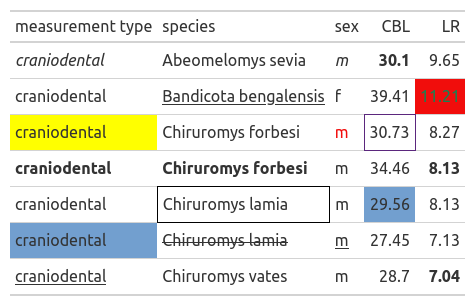 measurement type species sex CBL LR
craniodental Abeomelomys sevia m 30.1 9.65
craniodental Bandicota bengalensis f 39.41 11.21
craniodental Chiruromys forbesi m 30.73 8.27
craniodental Chiruromys forbesi m 34.46 8.13
craniodental Chiruromys lamia m 29.56 8.13
craniodental Chiruromys lamia m 27.45 7.13
craniodental Chiruromys vates m 28.7 7.04